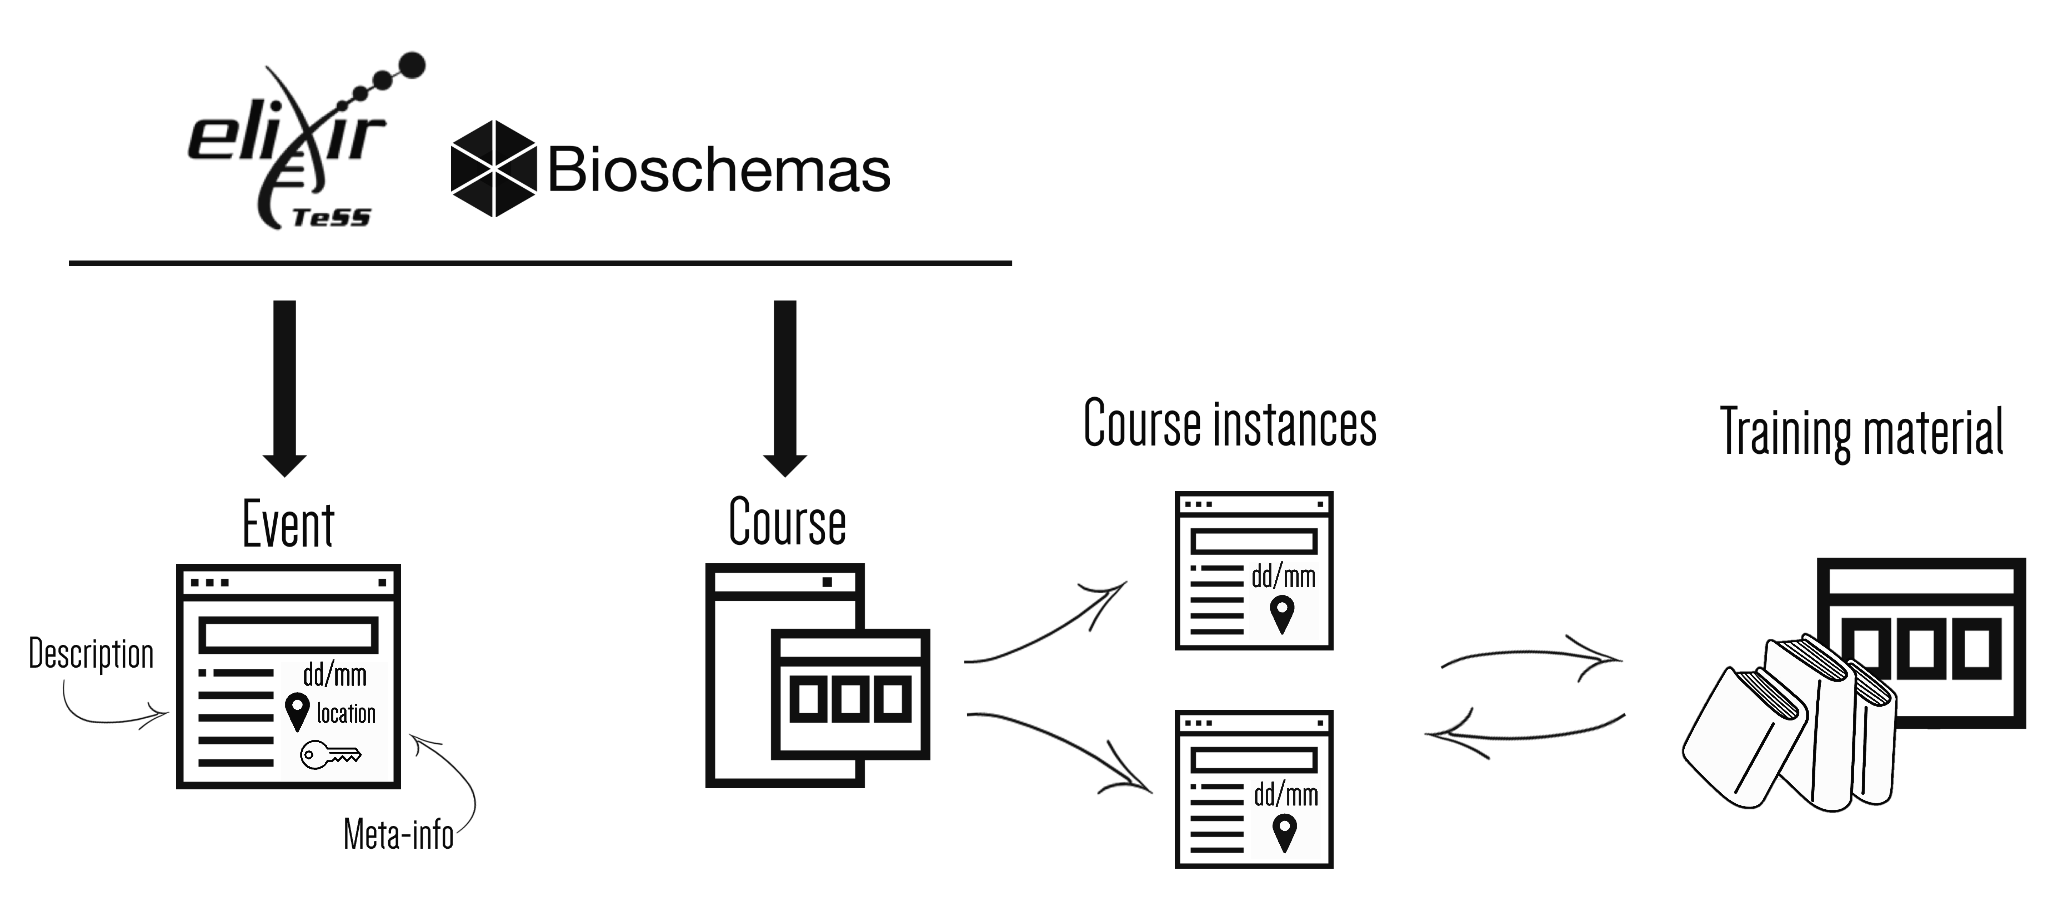 elixir
TeSS
Bioschemas
Event
Description
dd/mm
location
Meta-info
Course
Course instances
dd/mm
dd/mm
Training material